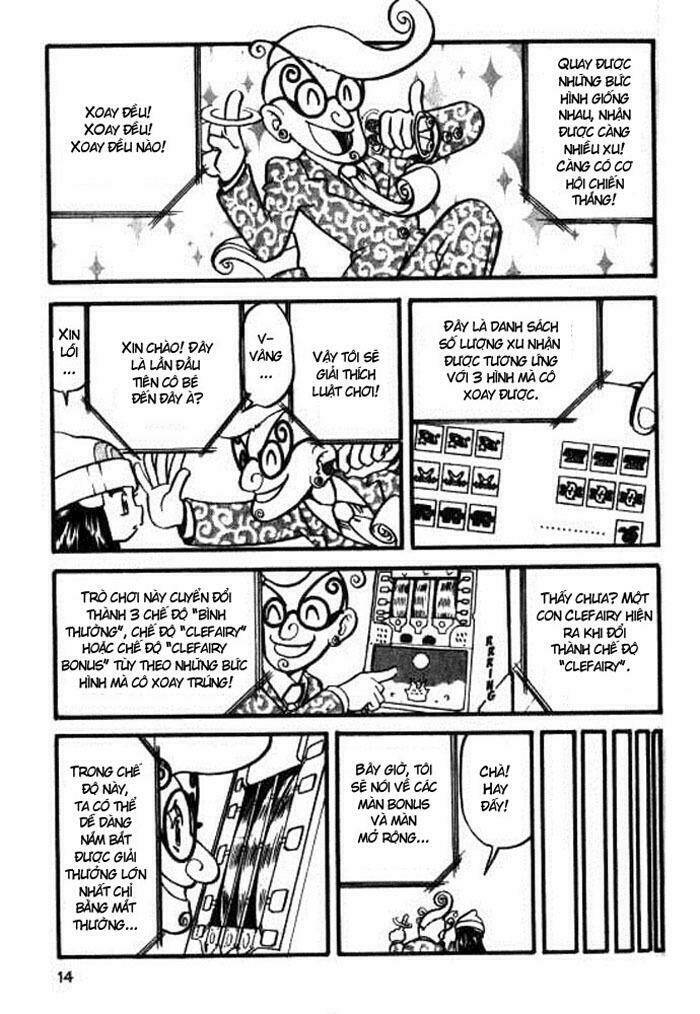 XOAY ĐỀU!
XOAY ĐỀU!
XOAY ĐỀU NÀO!
QUAY ĐƯỢC
NHỮNG BỨC
HÌNH GIỐNG
NHAU, NHẬN
ĐƯỢC CÀNG
NHIỀU XU!
CÀNG CÓ CƠ
HỘI CHIẾN
THẮNG!
XIN
LỖI
...
XIN CHÀO! ĐÂY
LÀ LẦN ĐẦU
TIÊN CÔ BÉ
ĐẾN ĐÂY À?
V-
VÂNG
...
VẬY TÔI SẼ
GIẢI THÍCH
LUẬT CHƠI!
ĐÂY LÀ DANH SÁCH
SỐ LƯỢNG XU NHẬN
ĐƯỢC TƯƠNG ỨNG
VỚI 3 HÌNH MÀ CÔ
XOAY ĐƯỢC.
TRÒ CHƠI NÀY CUYỂN ĐỔI
THÀNH 3 CHẾ ĐỘ "BÌNH
THƯỜNG", CHẾ ĐỘ "CLEFAIRY"
HOẶC CHẾ ĐỘ "CLEFAIRY
BONUS" TÙY THEO NHỮNG BỨC
HÌNH MÀ CÔ XOAY TRÚNG!
RRRING
THẤY CHƯA? MỘT
CON CLEFAIRY HIỆN
RA KHI ĐỔI
THÀNH CHẾ ĐỘ
"CLEFAIRY".
TRONG CHẾ
ĐỘ NÀY,
TA CÓ THỂ
DỄ DÀNG
NẮM BẮT
ĐƯỢC GIẢI
THƯỞNG LỚN
NHẤT CHỈ
BẰNG MẮT
THƯỜNG...
BÂY GIỜ, TÔI
SẼ NÓI VỀ CÁC
MÀN BONUS
VÀ MÀN
MỞ RỘNG...
CHÀ!
HAY
ĐẤY!
14